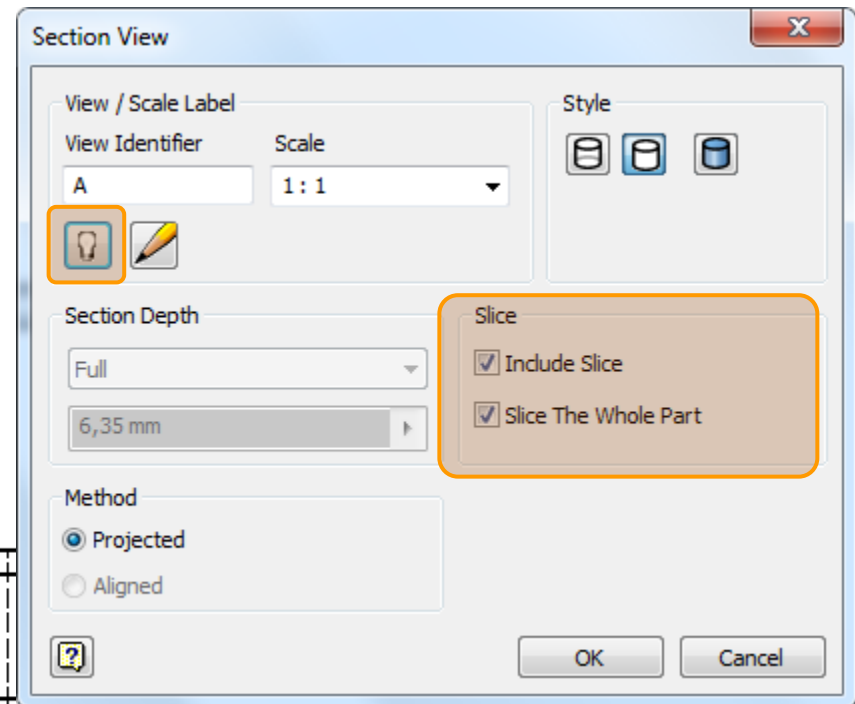 Section View
View / Scale Label
Style
View Identifier
Scale
A
1 : 1
Section Depth
Slice
Full
Include Slice
6,35 mm
Slice The Whole Part
Method
Projected
Aligned
?
OK
Cancel